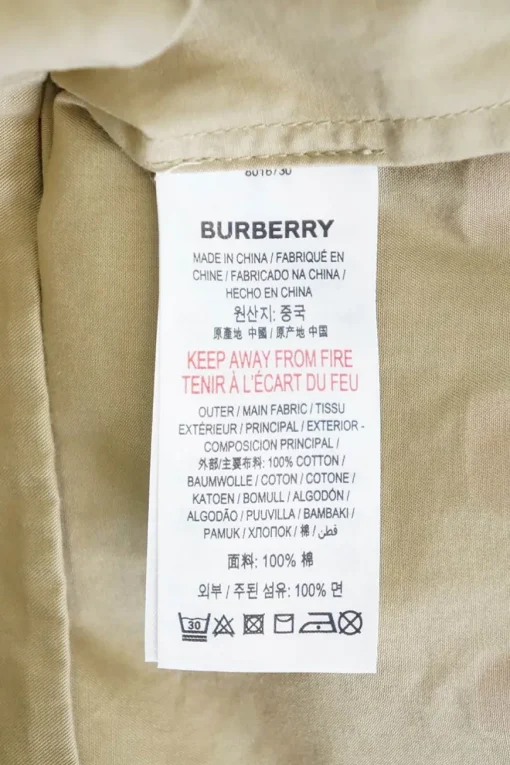 8016730
BURBERRY
MADE IN CHINA / FABRIQUÉ EN
CHINE / FABRICADO NA CHINA /
HECHO EN CHINA
원산지: 중국
原產地 中國 / 原产地 中国
KEEP AWAY FROM FIRE
TENIR À L'ÉCART DU FEU
OUTER / MAIN FABRIC / TISSU
EXTÉRIEUR / PRINCIPAL / EXTERIOR -
COMPOSICION PRINCIPAL /
外部/主要布料: 100% COTTON /
BAUMWOLLE / COTON / COTONE /
KATOEN / BOMULL / ALGODÓN /
ALGODÃO / PUUVILLA / BAMBAKI /
PAMUK / ХЛОПОК / 棉 / قطن
面料: 100% 棉
외부 / 주된 섬유: 100% 면
30